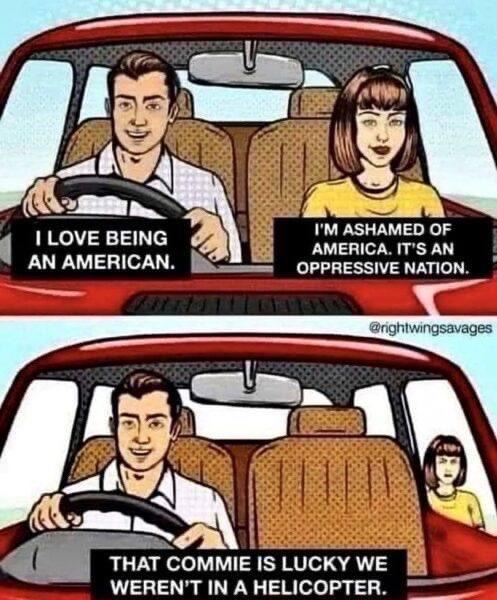 I LOVE BEING
AN AMERICAN.
I'M ASHAMED OF
AMERICA. IT'S AN
OPPRESSIVE NATION.
@rightwingsavages
THAT COMMIE IS LUCKY WE
WEREN'T IN A HELICOPTER.